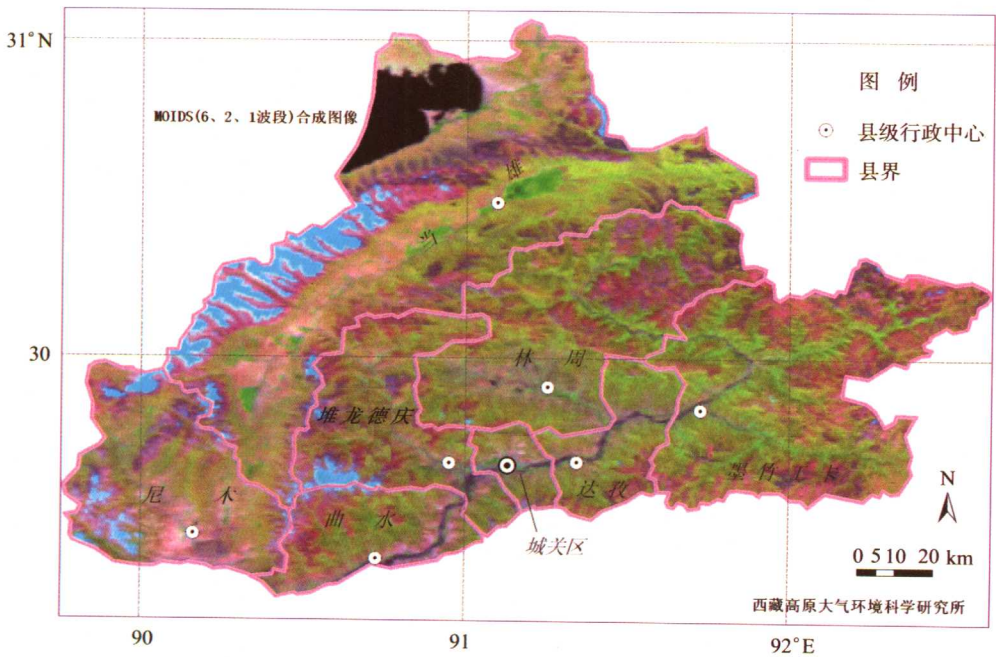 31°N
MOIDS(6、2、1波段)合成图像
图 例
县级行政中心
县界
当 雄
30
林 周
堆龙德庆
尼 木
曲 水
达孜
墨竹工卡
城关区
N
0 5 10 20 km
西藏高原大气环境科学研究所
90
91
92°E